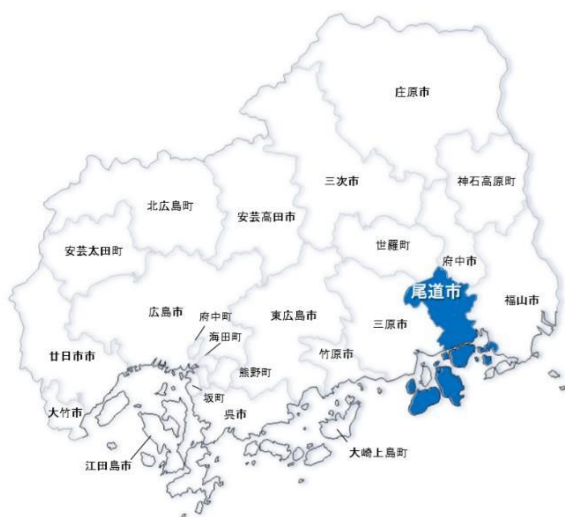 庄原市
三次市
神石高原町
北広島町
安芸高田市
世羅町
安芸太田町
府中市
尾道市
福山市
広島市
府中町
東広島市
三原市
海田町
廿日市市
竹原市
熊野町
大竹市
坂町
呉市
大崎上島町
江田島市